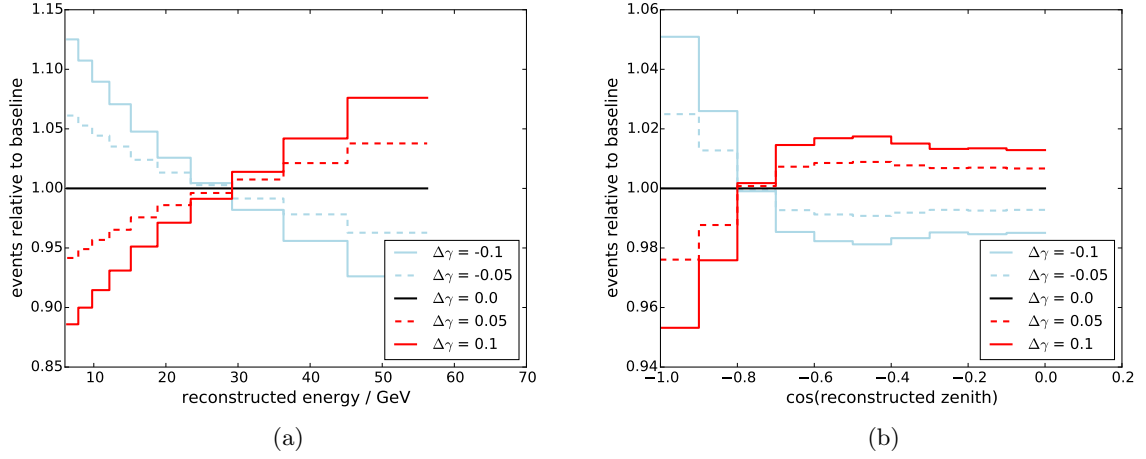 1.15
1.10
1.05
1.00
0.95
0.90
0.85
events relative to baseline
10 20 30 40 50 60 70
reconstructed energy / GeV
Δγ = -0.1
Δγ = -0.05
Δγ = 0.0
Δγ = 0.05
Δγ = 0.1
(a)
1.06
1.04
1.02
1.00
0.98
0.96
0.94
events relative to baseline
−1.0 −0.8 −0.6 −0.4 −0.2 0.0 0.2
cos(reconstructed zenith)
Δγ = -0.1
Δγ = -0.05
Δγ = 0.0
Δγ = 0.05
Δγ = 0.1
(b)